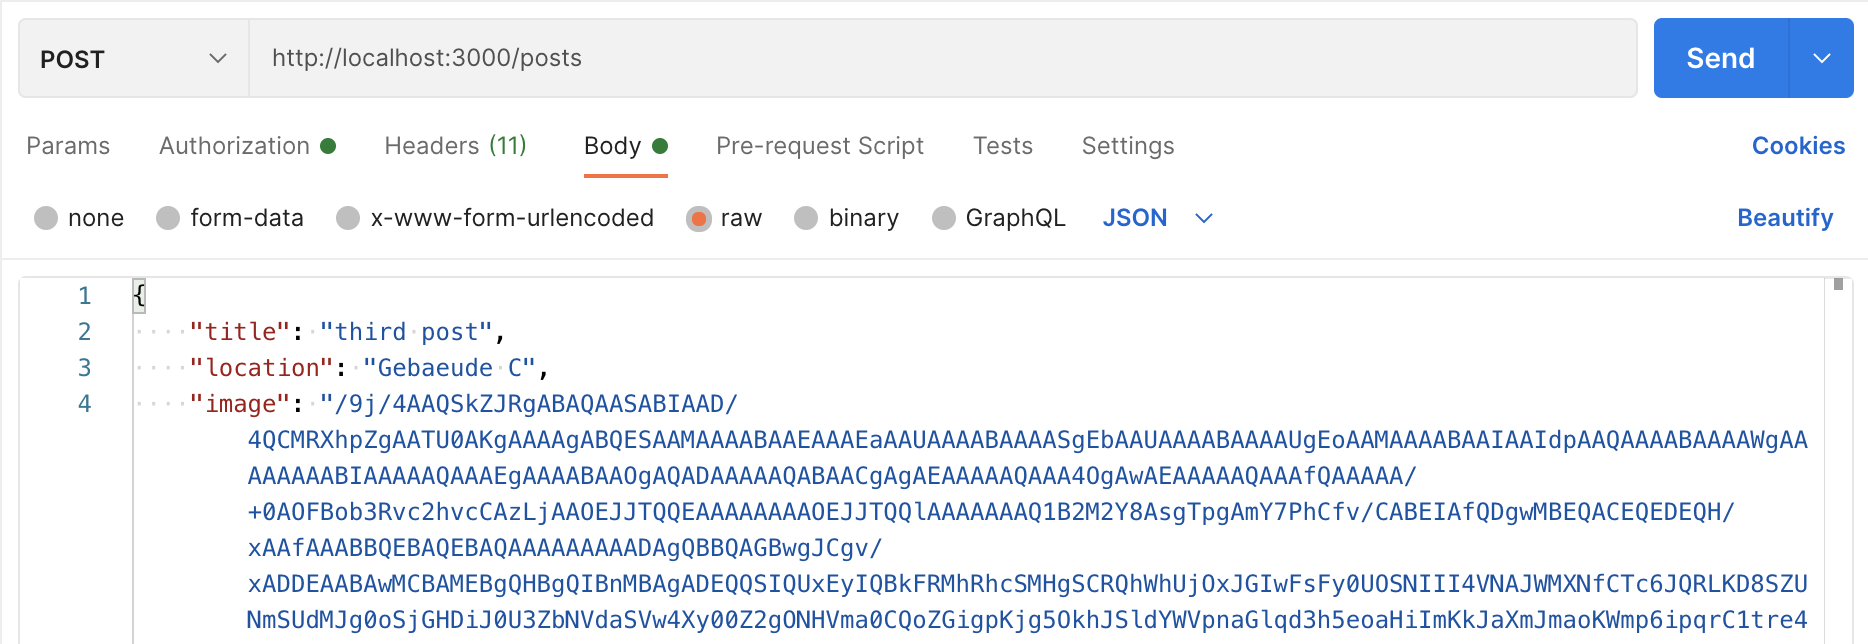 POST http://localhost:3000/posts Send
Params Authorization Headers (11) Body Pre-request Script Tests Settings Cookies
none form-data x-www-form-urlencoded raw binary GraphQL JSON Beautify
1 {
2 "title": "third post",
3 "location": "Gebaeude C",
4 "image": "/9j/4AAQSkZJRgABAQAASABIAAD/
4QCMRXhpZgAATU0AKgAAAAgABQESAAMAAAABAAEAAAEaAAUAAAABAAAASgEbAAUAAAABAAAAUgEoAAMAAAABAAIAAIdpAAQAAAABAAAAWgAA
AAAAAABIAAAAAQAAAEgAAAABAAOgAQADAAAAAQABAACgAgAEAAAAAQAAA4OgAwAEAAAAAQAAAfQAAAAA/
+0AOFBob3Rvc2hvcCAzLjAAOEJJTQQEAAAAAAAAOEJJTQQlAAAAAAAQ1B2M2Y8AsgTpgAmY7PhCfv/CABEIAfQDgwMBEQACEQEDEQH/
xAAfAAABBQEBAQEBAQAAAAAAAAADAgQBBQAGBwgJCgv/
xADDEAABAwMCBAMEBgQHBgQIBnMBAgADEQQSIQUxEyIQBkFRMhRhcSMHgSCRQhWhUjOxJGIwFsFy0UOSNIII4VNAJWMXNfCTc6JQRLKD8SZU
NmSUdMJg0oSjGHDiJ0U3ZbNVdaSVw4Xy00Z2gONHVma0CQoZGigpKjg5OkhJSldYWVpnaGlqd3h5eoaHiImKkJaXmJmaoKWmp6ipqrC1tre4